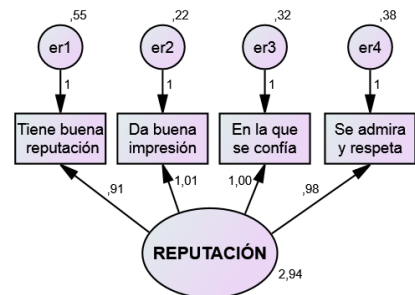 ,55
,22
,32
,38
er1
er2
er3
er4
1
1
1
1
Tiene buena
reputación
Da buena
impresión
En la que
se confía
Se admira
y respeta
,91
1,01
1,00
,98
REPUTACIÓN
2,94